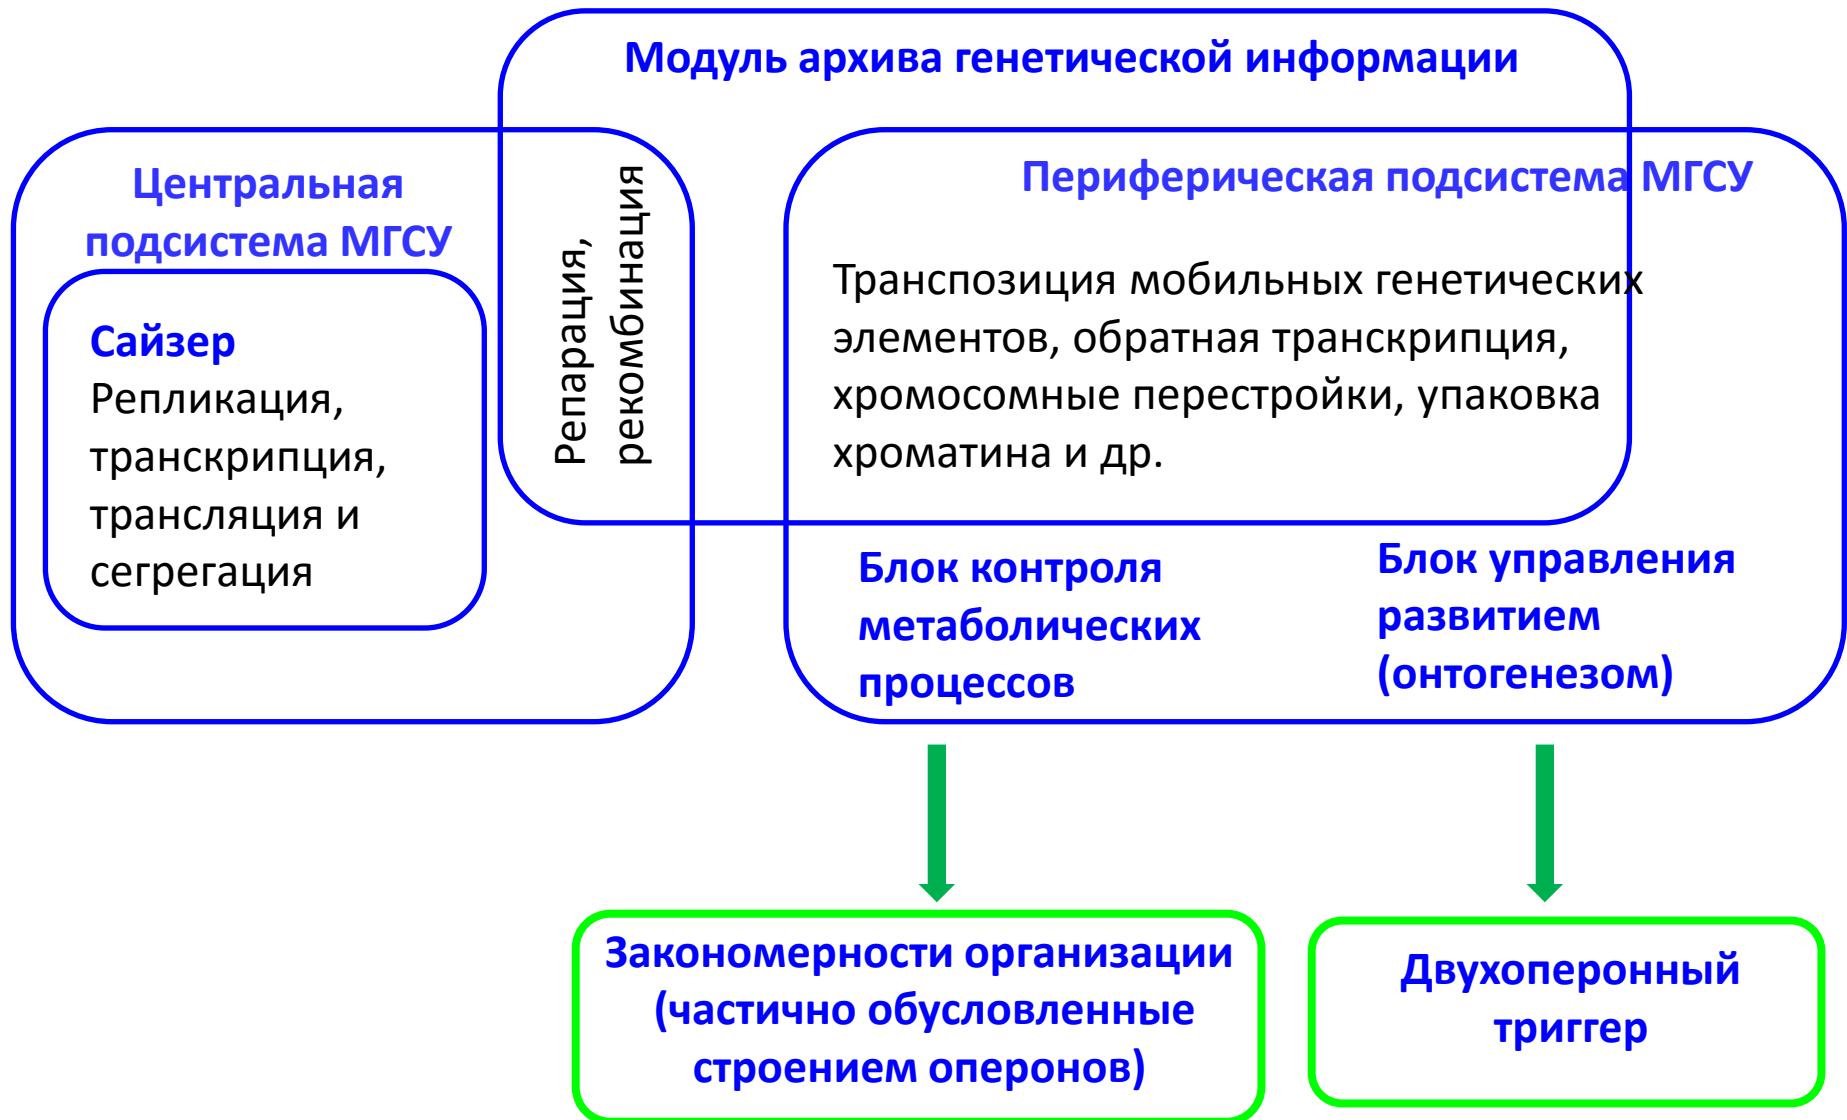 Модуль архива генетической информации
Центральная
подсистема МГСУ
Сайзер
Репликация,
транскрипция,
трансляция и
сегрегация
Репарация,
рекомбинация
Периферическая подсистема МГСУ
Транспозиция мобильных генетических
элементов, обратная транскрипция,
хромосомные перестройки, упаковка
хроматина и др.
Блок контроля
метаболических
процессов
Блок управления
развитием
(онтогенезом)
Закономерности организации
(частично обусловленные
строением оперонов)
Двухоперонный
триггер